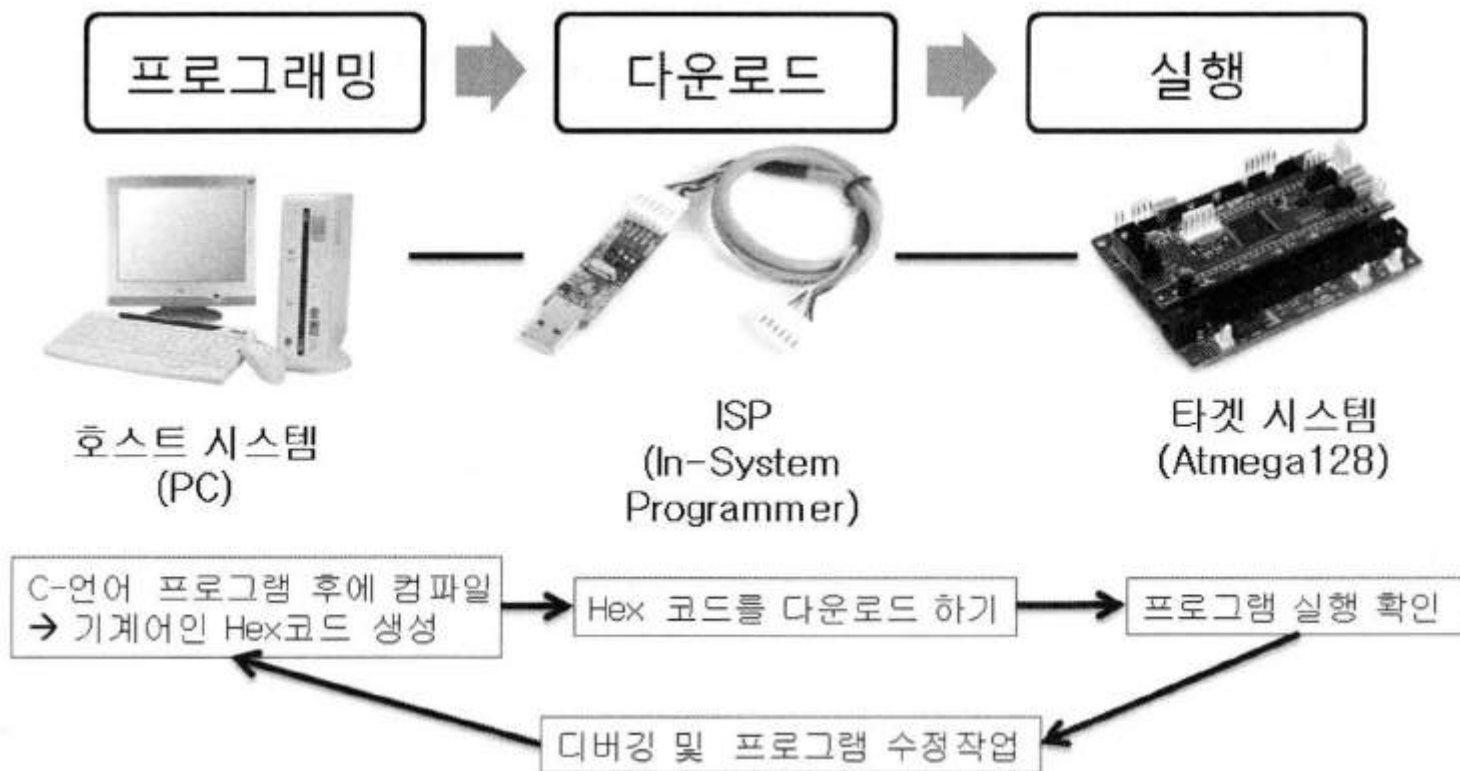 프로그래밍
다운로드
실행
호스트 시스템
(PC)
ISP
(In-System
Programmer)
타겟 시스템
(Atmega128)
C-언어 프로그램 후에 컴파일
→ 기계어인 Hex코드 생성
Hex 코드를 다운로드 하기
프로그램 실행 확인
디버깅 및 프로그램 수정작업